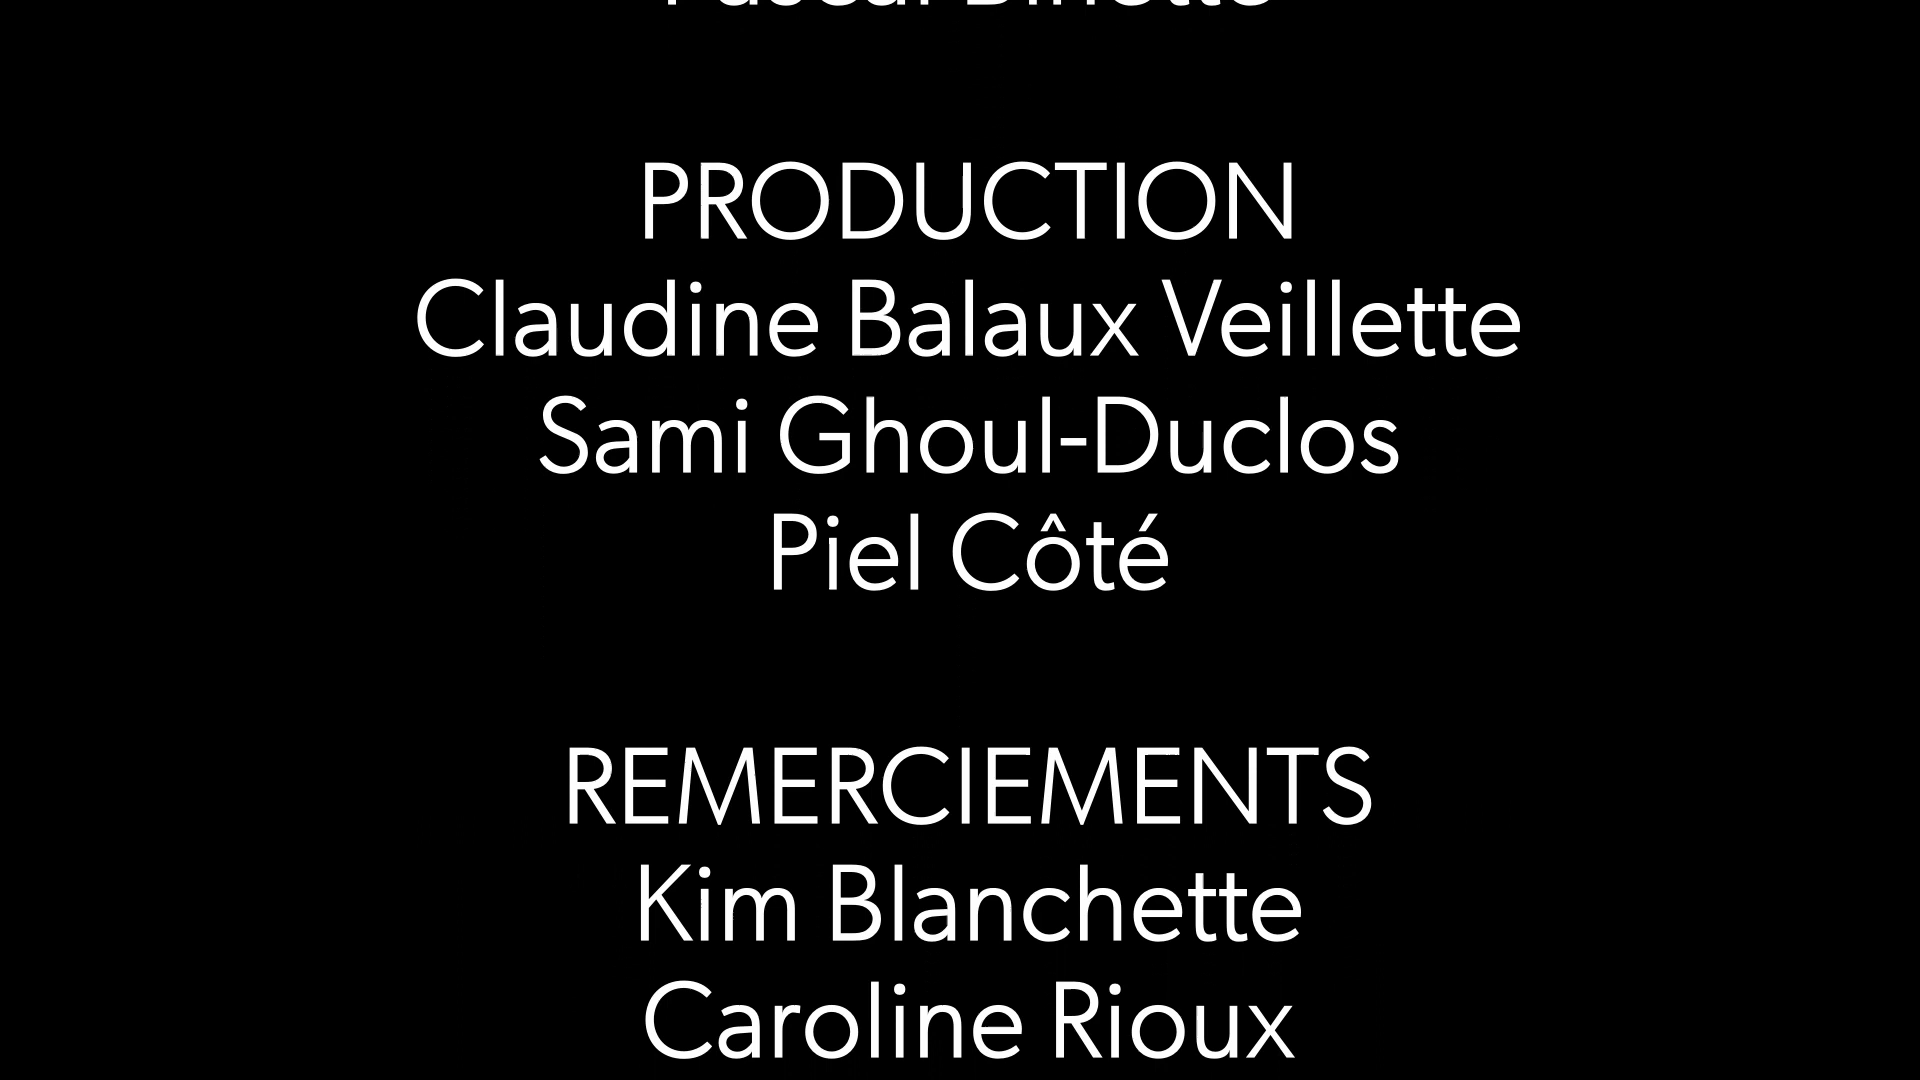 PRODUCTION
Claudine Balaux Veillette
Sami Ghoul-Duclos
Piel Côté
REMERCIEMENTS
Kim Blanchette
Caroline Rioux